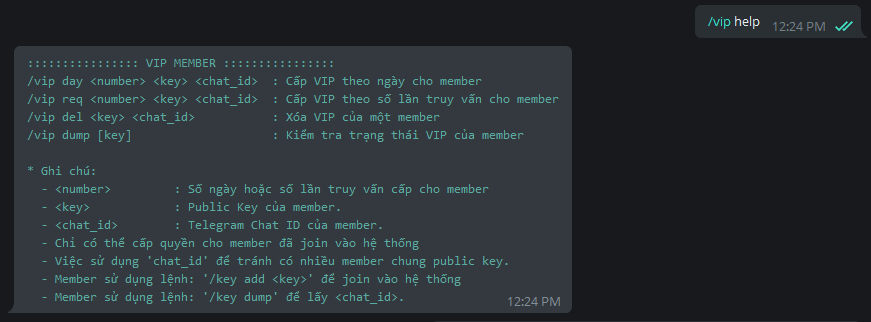 /vip help
12:24 PM
:::::::::::::::: VIP MEMBER ::::::::::::::::
/vip day <number> <key> <chat_id>  : Cấp VIP theo ngày cho member
/vip req <number> <key> <chat_id>  : Cấp VIP theo số lần truy vấn cho member
/vip del <key> <chat_id>           : Xóa VIP của một member
/vip dump [key]                    : Kiểm tra trạng thái VIP của member
* Ghi chú:
- <number>        : Số ngày hoặc số lần truy vấn cấp cho member
- <key>           : Public Key của member.
- <chat_id>       : Telegram Chat ID của member.
- Chỉ có thể cấp quyền cho member đã join vào hệ thống
- Việc sử dụng 'chat_id' để tránh có nhiều member chung public key.
- Member sử dụng lệnh: '/key add <key>' để join vào hệ thống
- Member sử dụng lệnh: '/key dump' để lấy <chat_id>.
12:24 PM